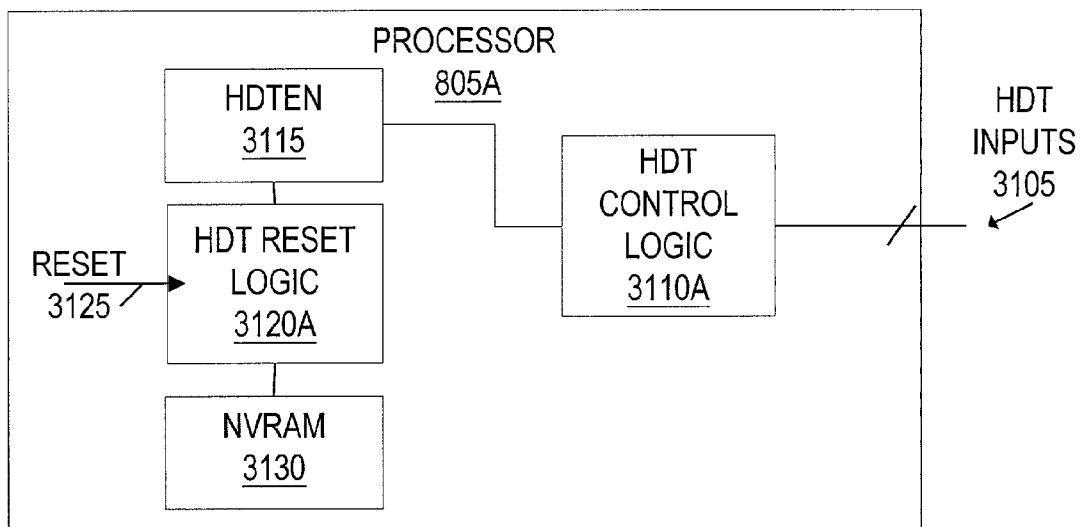 PROCESSOR
805A
HDTEN
3115
HDT RESET
LOGIC
3120A
RESET
3125
NVRAM
3130
HDT
CONTROL
LOGIC
3110A
HDT
INPUTS
3105